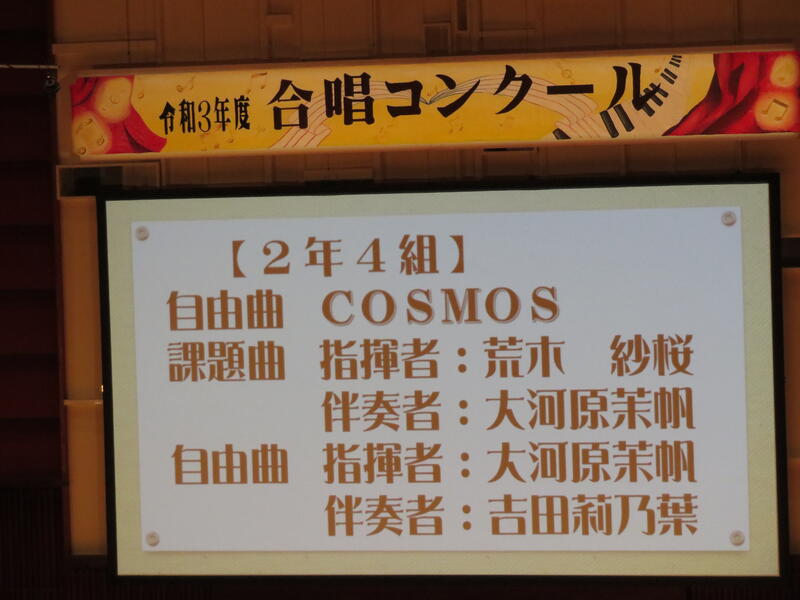 令和3年度 合唱コンクール
【2年4組】
自由曲 COSMOS
課題曲 指揮者：荒木 紗桜
伴奏者：大河原茉帆
自由曲 指揮者：大河原茉帆
伴奏者：吉田莉乃葉